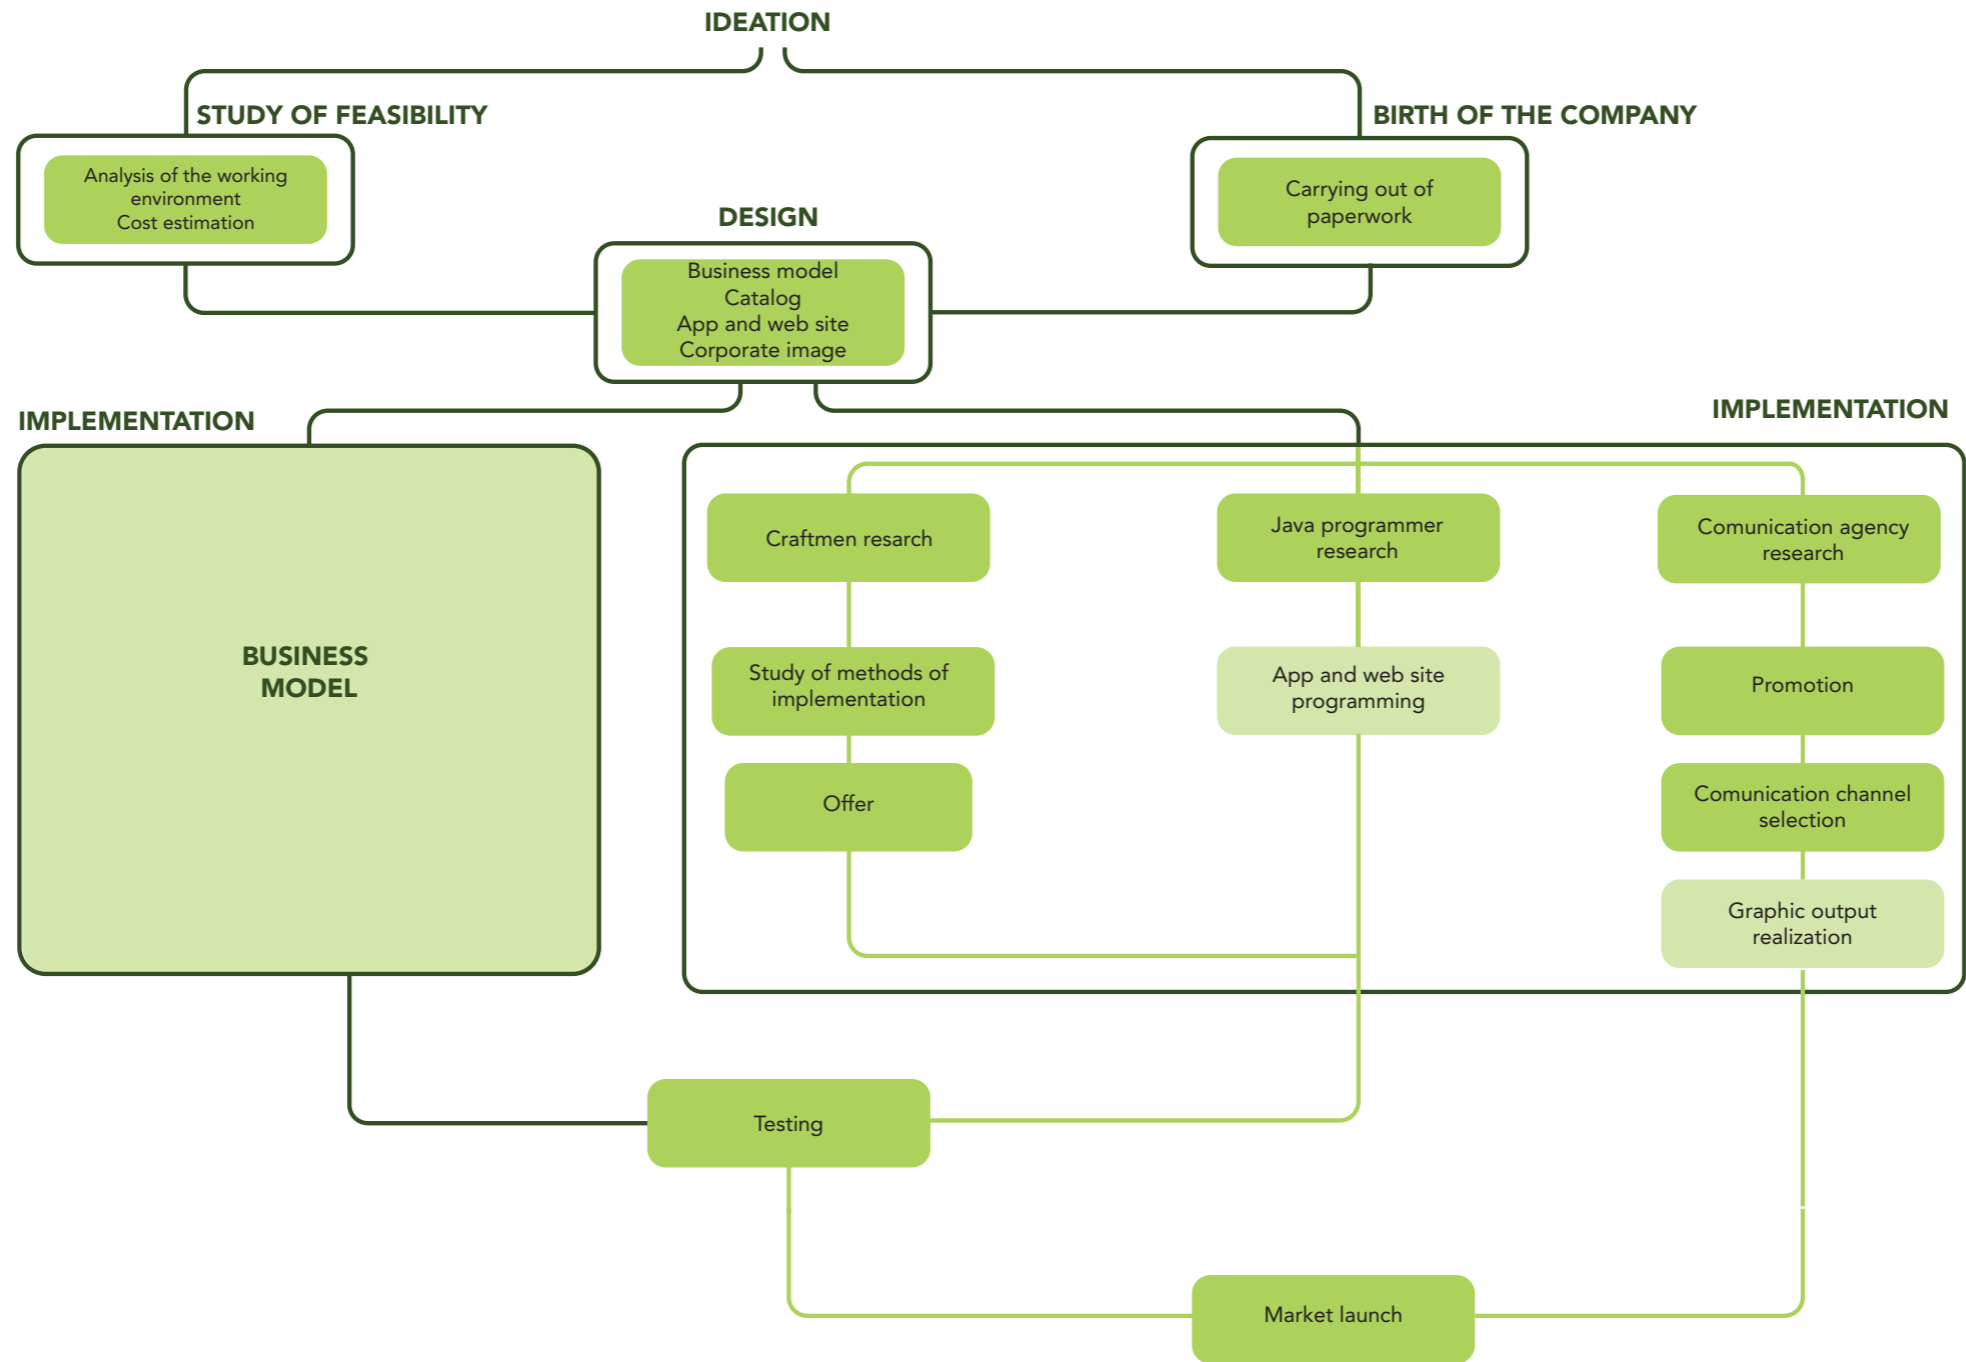 IDEATION
STUDY OF FEASIBILITY
BIRTH OF THE COMPANY
Analysis of the working
environment
Cost estimation
Carrying out of
paperwork
DESIGN
Business model
Catalog
App and web site
Corporate image
IMPLEMENTATION
IMPLEMENTATION
BUSINESS
MODEL
Craftmen resarch
Java programmer
research
Comunication agency
research
Study of methods of
implementation
App and web site
programming
Promotion
Offer
Comunication channel
selection
Graphic output
realization
Testing
Market launch